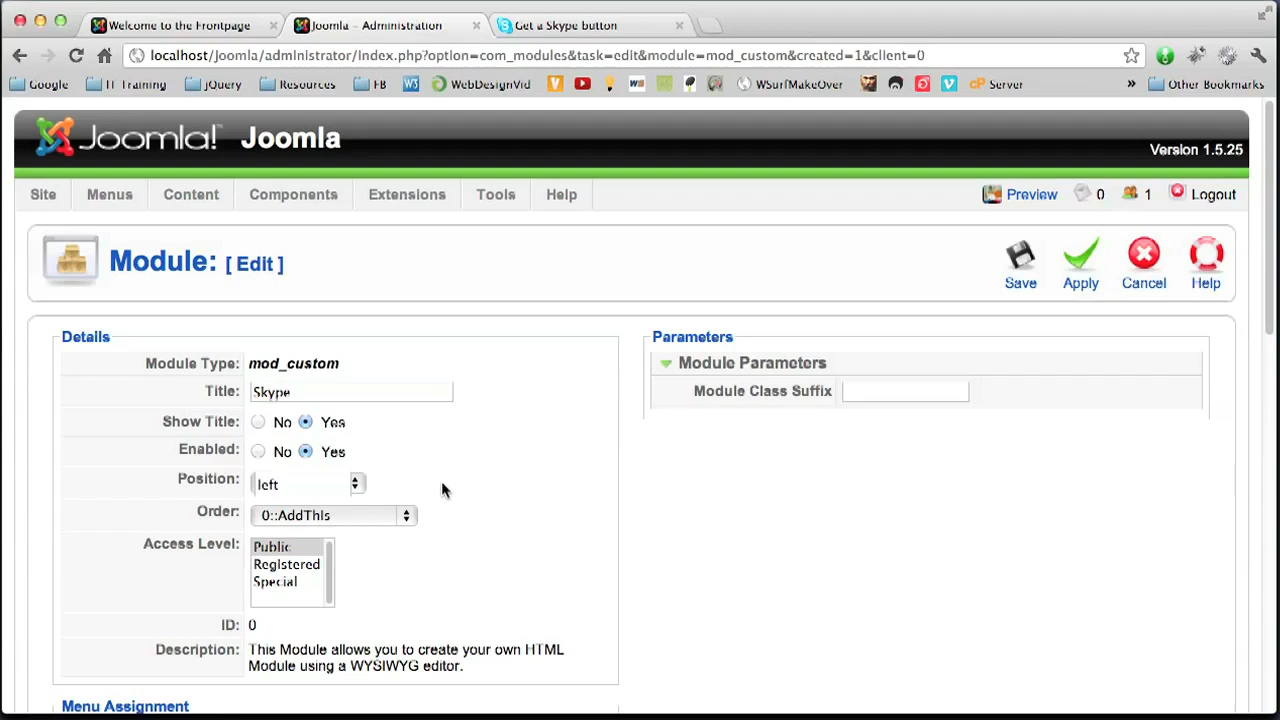 Welcome to the Frontpage
Joomla - Administration
Get a Skype button
localhost/Joomla/administrator/index.php?option=com_modules&task=edit&module=mod_custom&created=1&client=0
Google IT Training jQuery Resources FB WebDesignVid WSurfMakeOver cP Server » Other Bookmarks
Joomla! Joomla
Version 1.5.25
Site Menus Content Components Extensions Tools Help Preview 0 1 Logout
Module: [ Edit ]
Save Apply Cancel Help
Details
Module Type: mod_custom
Title: Skype
Show Title: No Yes
Enabled: No Yes
Position: left
Order: 0::AddThis
Access Level: Public
Registered
Special
ID: 0
Description: This Module allows you to create your own HTML
Module using a WYSIWYG editor.
Menu Assignment
Parameters
Module Parameters
Module Class Suffix